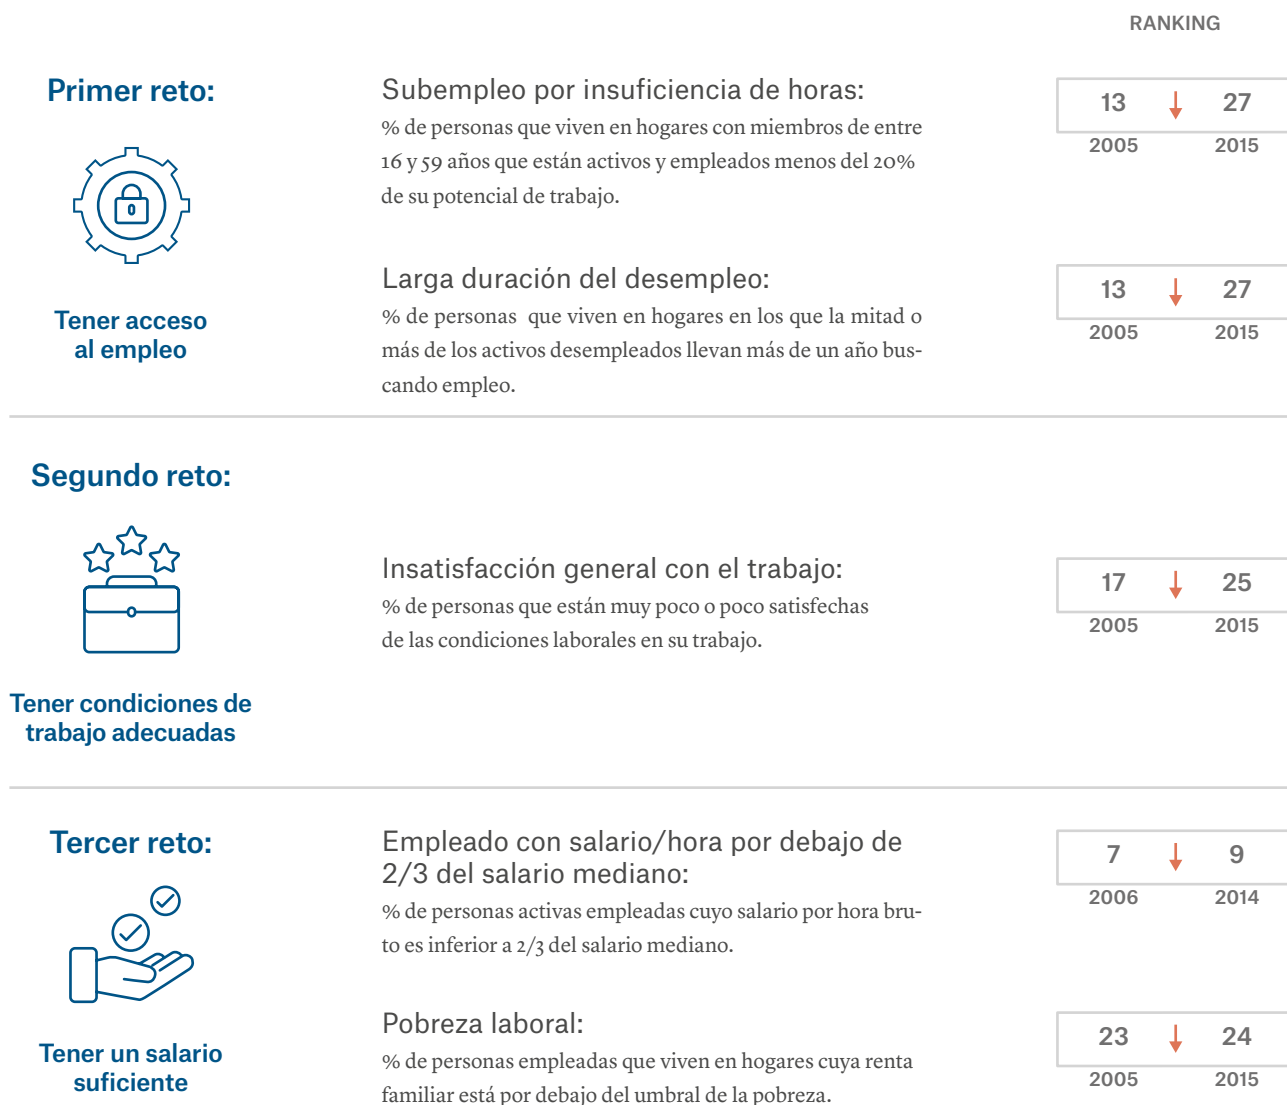 RANKING
Primer reto:
Tener acceso
al empleo
Subempleo por insuficiencia de horas:
% de personas que viven en hogares con miembros de entre
16 y 59 años que están activos y empleados menos del 20%
de su potencial de trabajo.
13 ↓ 27
2005 2015
Larga duración del desempleo:
% de personas que viven en hogares en los que la mitad o
más de los activos desempleados llevan más de un año bus-
cando empleo.
13 ↓ 27
2005 2015
Segundo reto:
Tener condiciones de
trabajo adecuadas
Insatisfacción general con el trabajo:
% de personas que están muy poco o poco satisfechas
de las condiciones laborales en su trabajo.
17 ↓ 25
2005 2015
Tercer reto:
Tener un salario
suficiente
Empleado con salario/hora por debajo de
2/3 del salario mediano:
% de personas activas empleadas cuyo salario por hora bru-
to es inferior a 2/3 del salario mediano.
7 ↓ 9
2006 2014
Pobreza laboral:
% de personas empleadas que viven en hogares cuya renta
familiar está por debajo del umbral de la pobreza.
23 ↓ 24
2005 2015